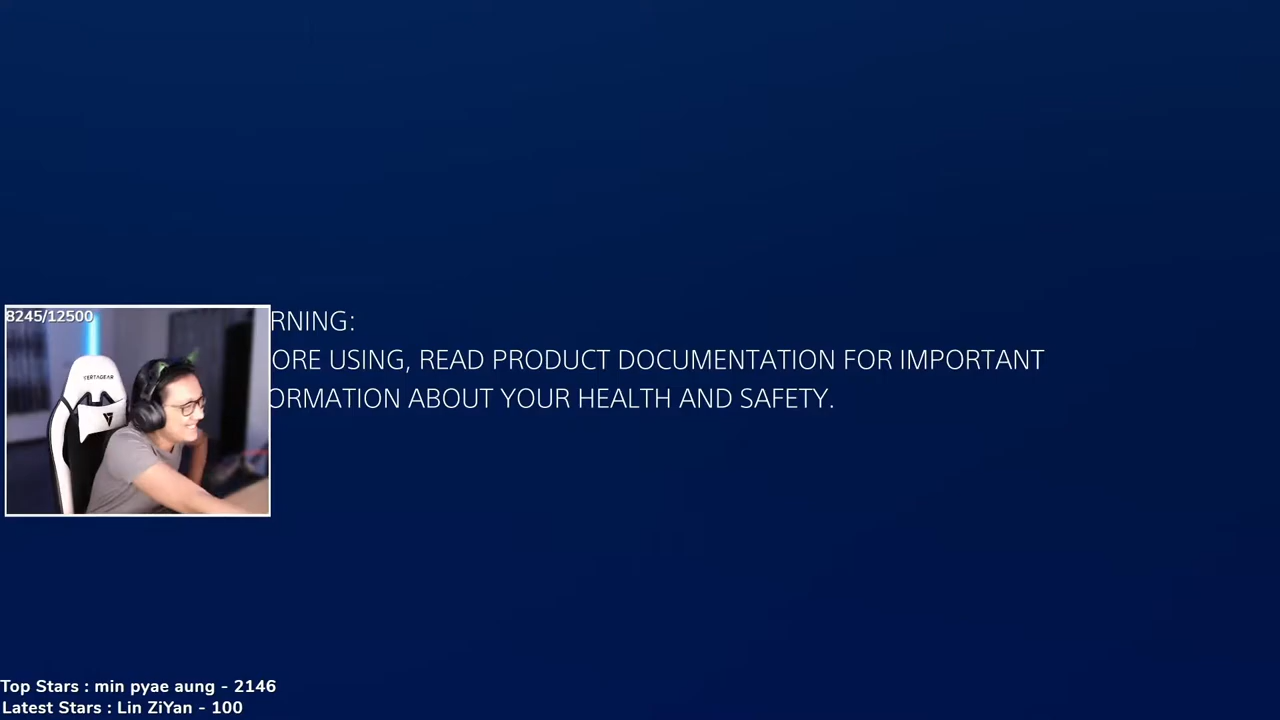 8245/12500
RNING:
ORE USING, READ PRODUCT DOCUMENTATION FOR IMPORTANT
ORMATION ABOUT YOUR HEALTH AND SAFETY.
TERTAGEAR
Top Stars : min pyae aung - 2146
Latest Stars : Lin ZiYan - 100